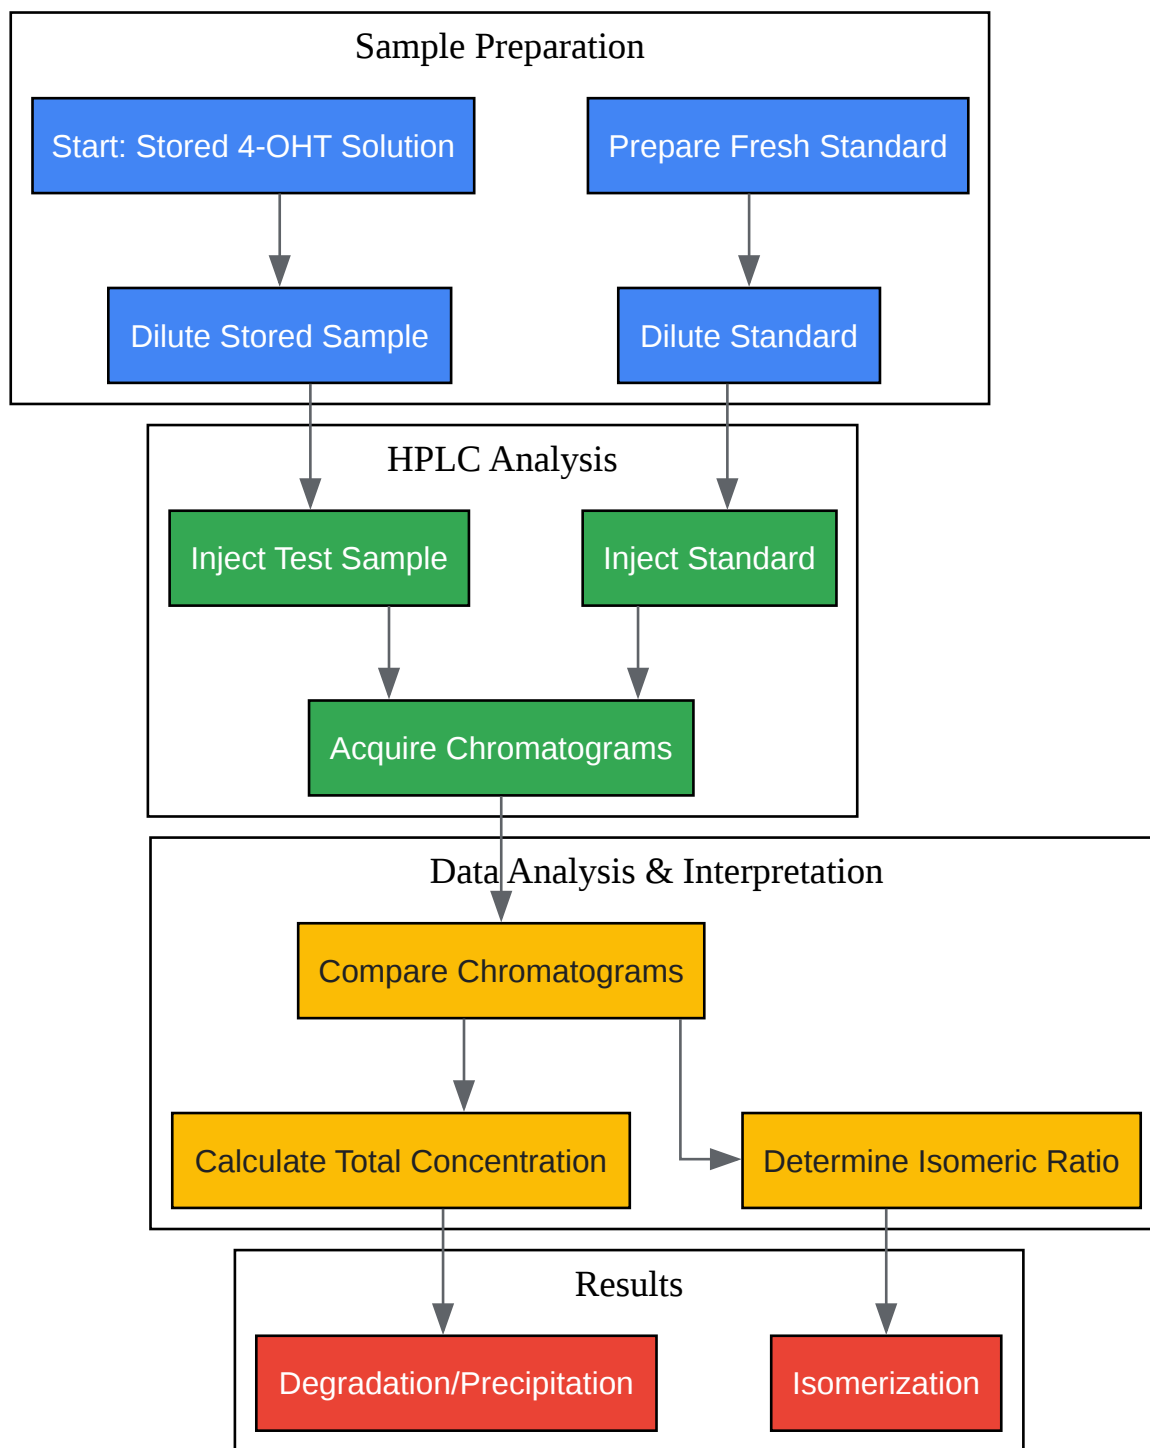 Sample Preparation
Start: Stored 4-OHT Solution
Prepare Fresh Standard
Dilute Stored Sample
Dilute Standard
HPLC Analysis
Inject Test Sample
Inject Standard
Acquire Chromatograms
Data Analysis & Interpretation
Compare Chromatograms
Calculate Total Concentration
Determine Isomeric Ratio
Results
Degradation/Precipitation
Isomerization